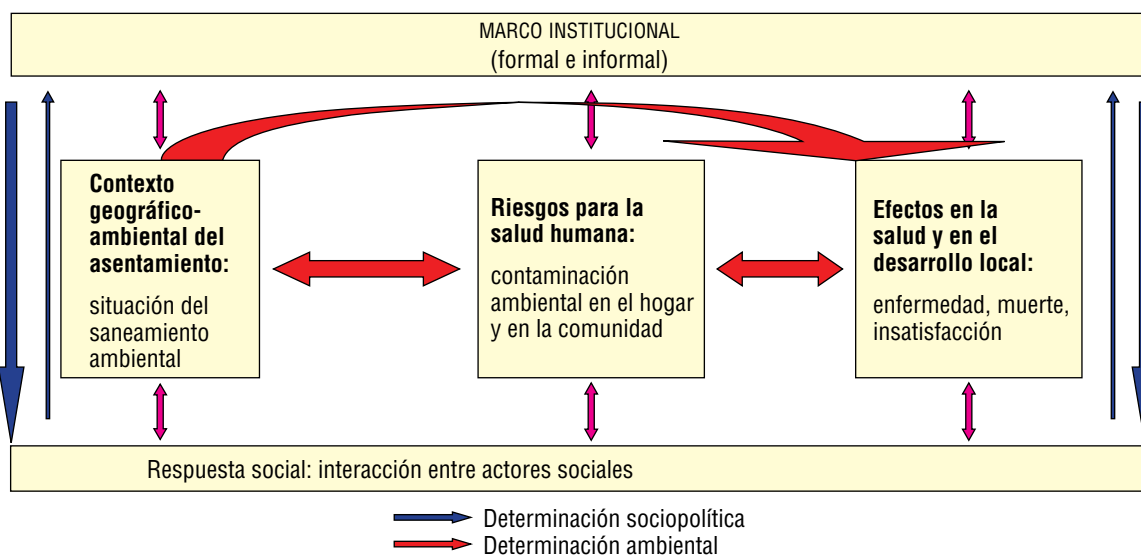 MARCO INSTITUCIONAL
(formal e informal)
Contexto
geográfico-
ambiental del
asentamiento:
situación del
saneamiento
ambiental
Riesgos para la
salud humana:
contaminación
ambiental en el hogar
y en la comunidad
Efectos en la
salud y en el
desarrollo local:
enfermedad, muerte,
insatisfacción
Respuesta social: interacción entre actores sociales
Determinación sociopolítica
Determinación ambiental